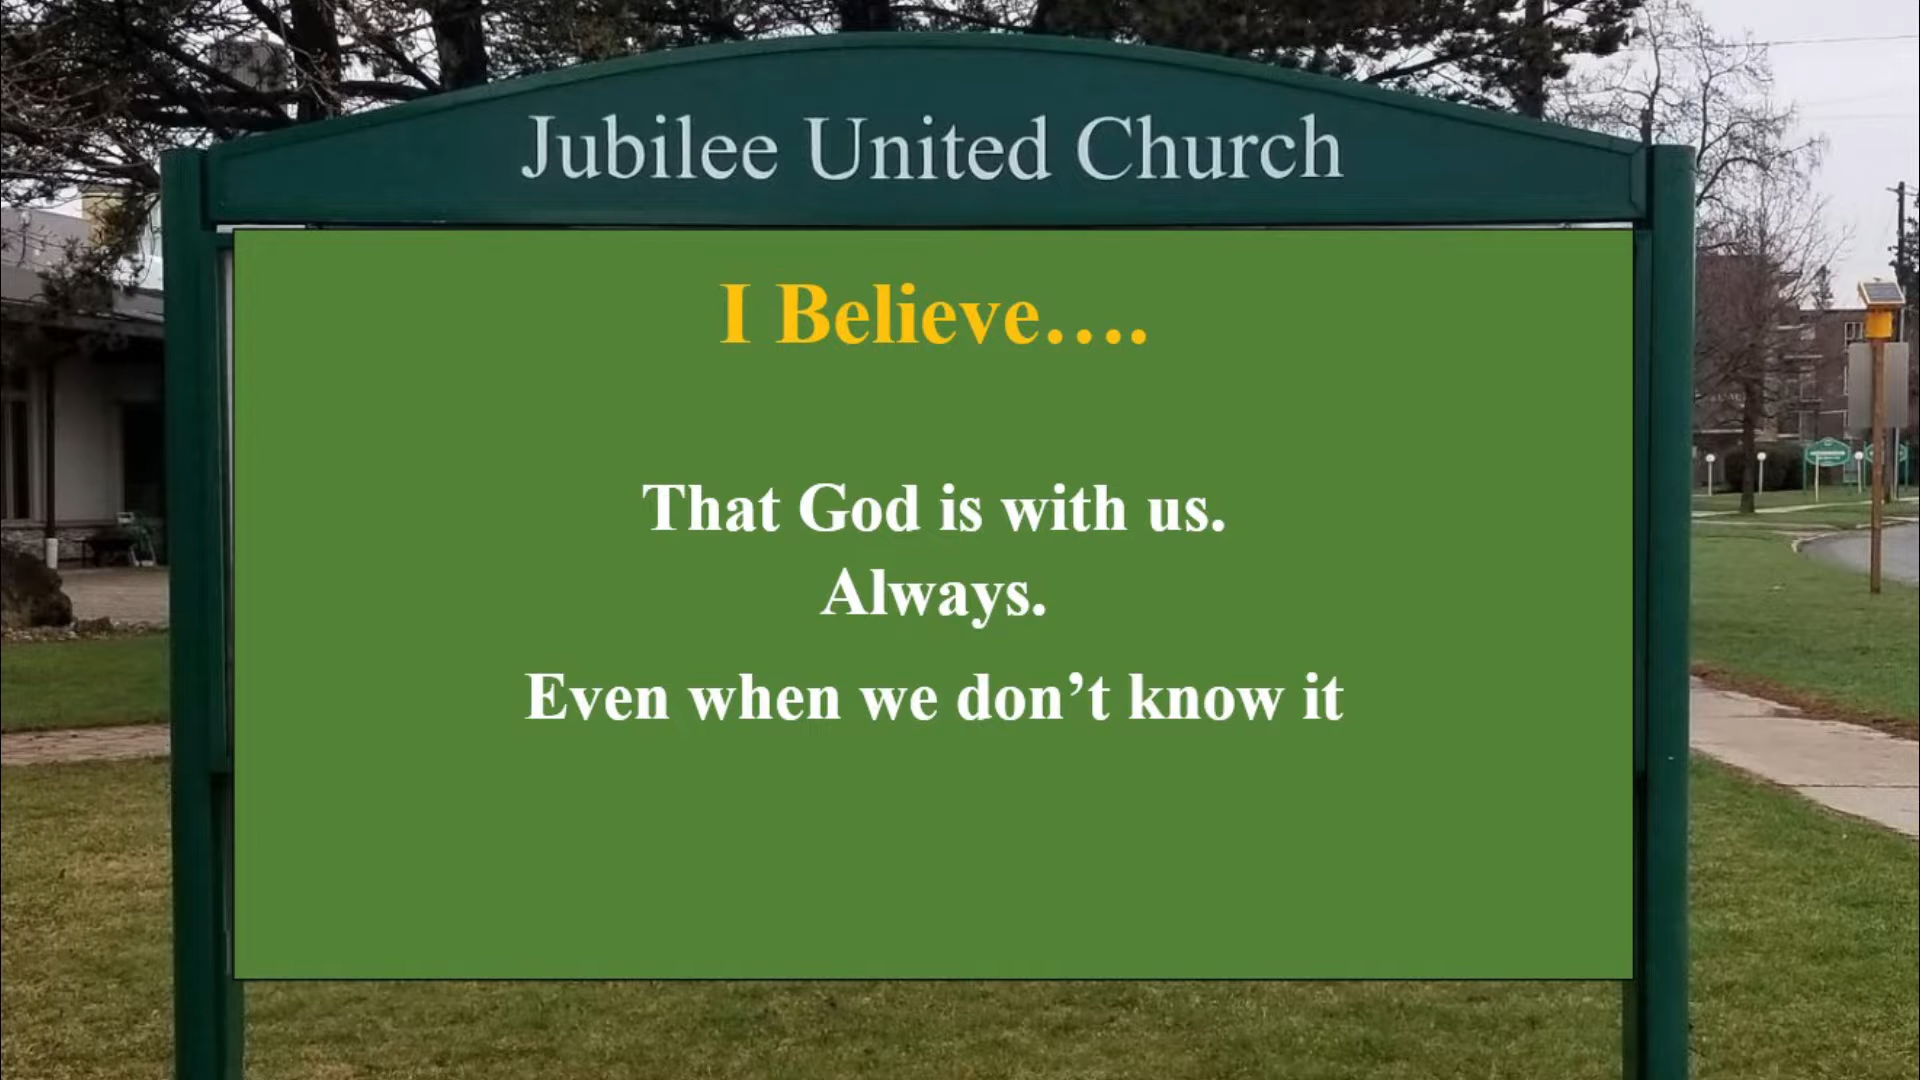 Jubilee United Church
I Believe….
That God is with us.
Always.
Even when we don’t know it